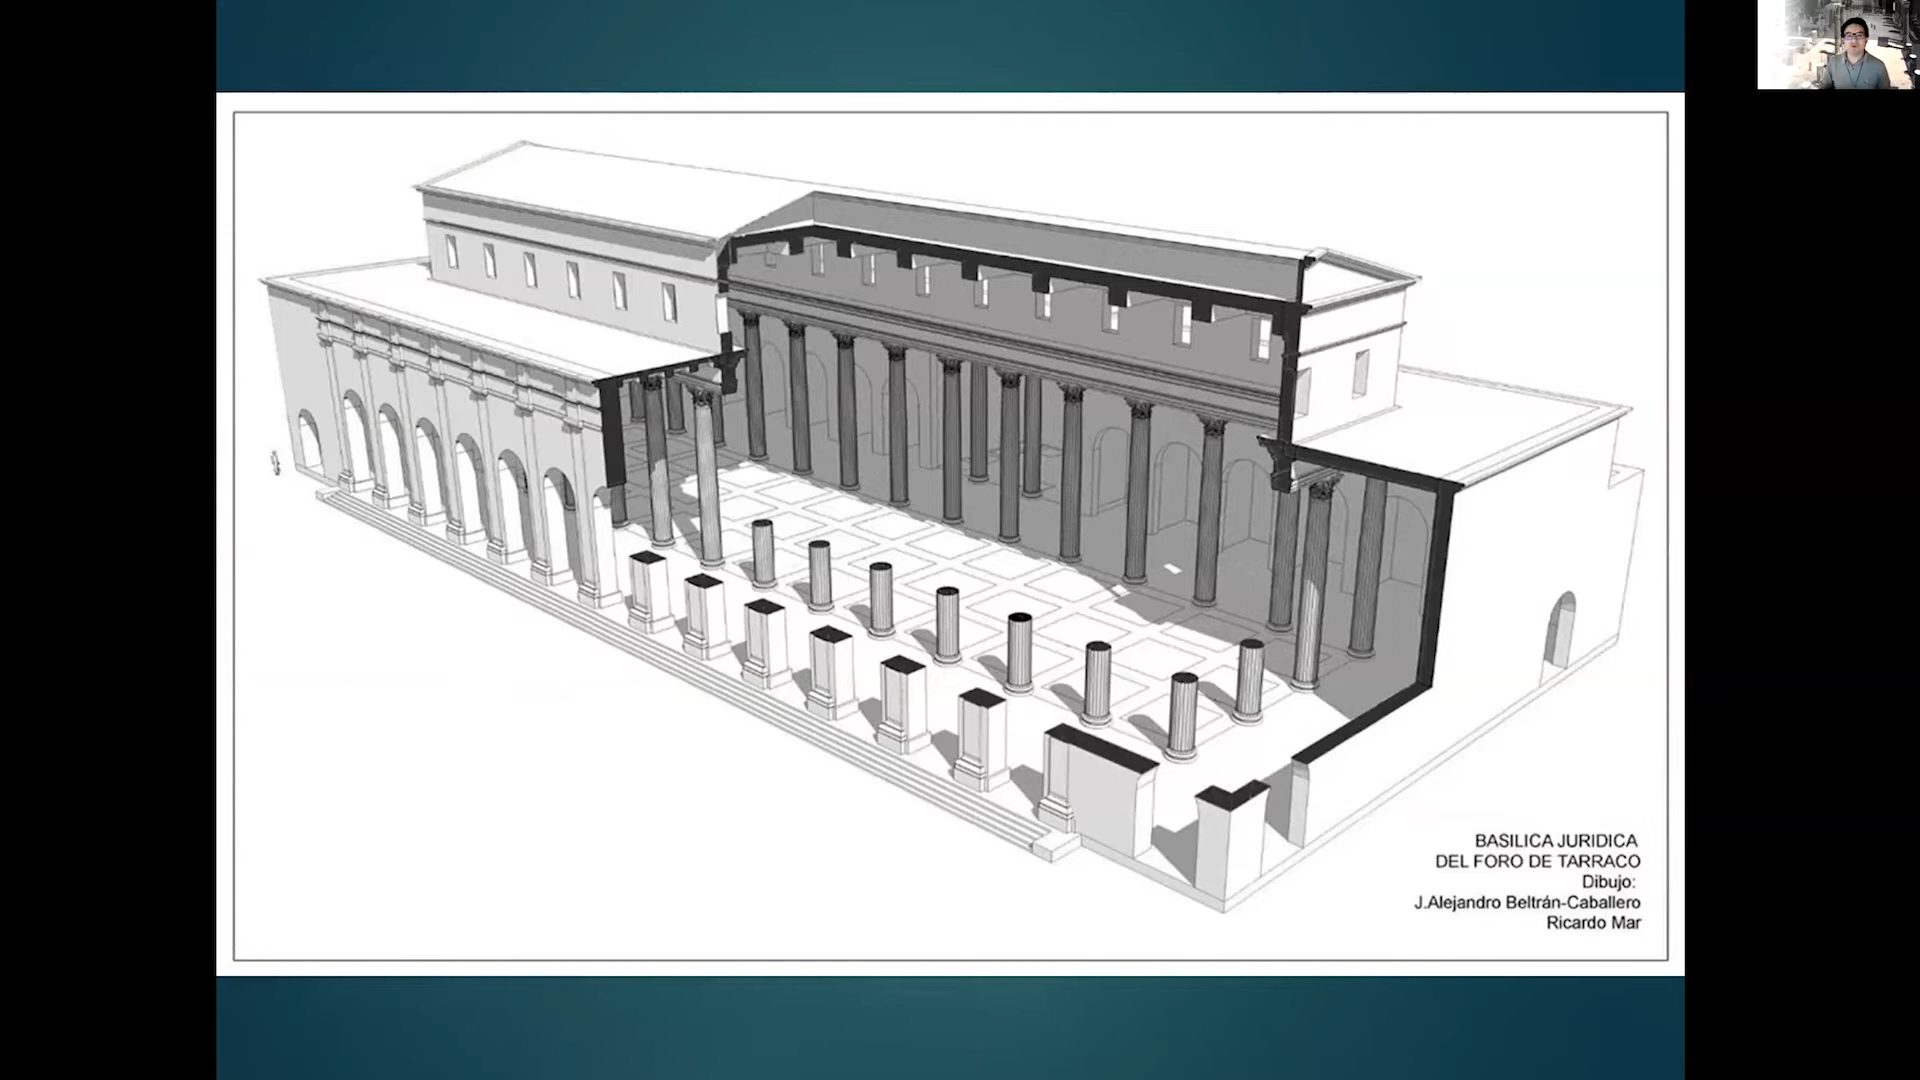 BASILICA JURIDICA
DEL FORO DE TARRACO
Dibujo:
J.Alejandro Beltrán-Caballero
Ricardo Mar